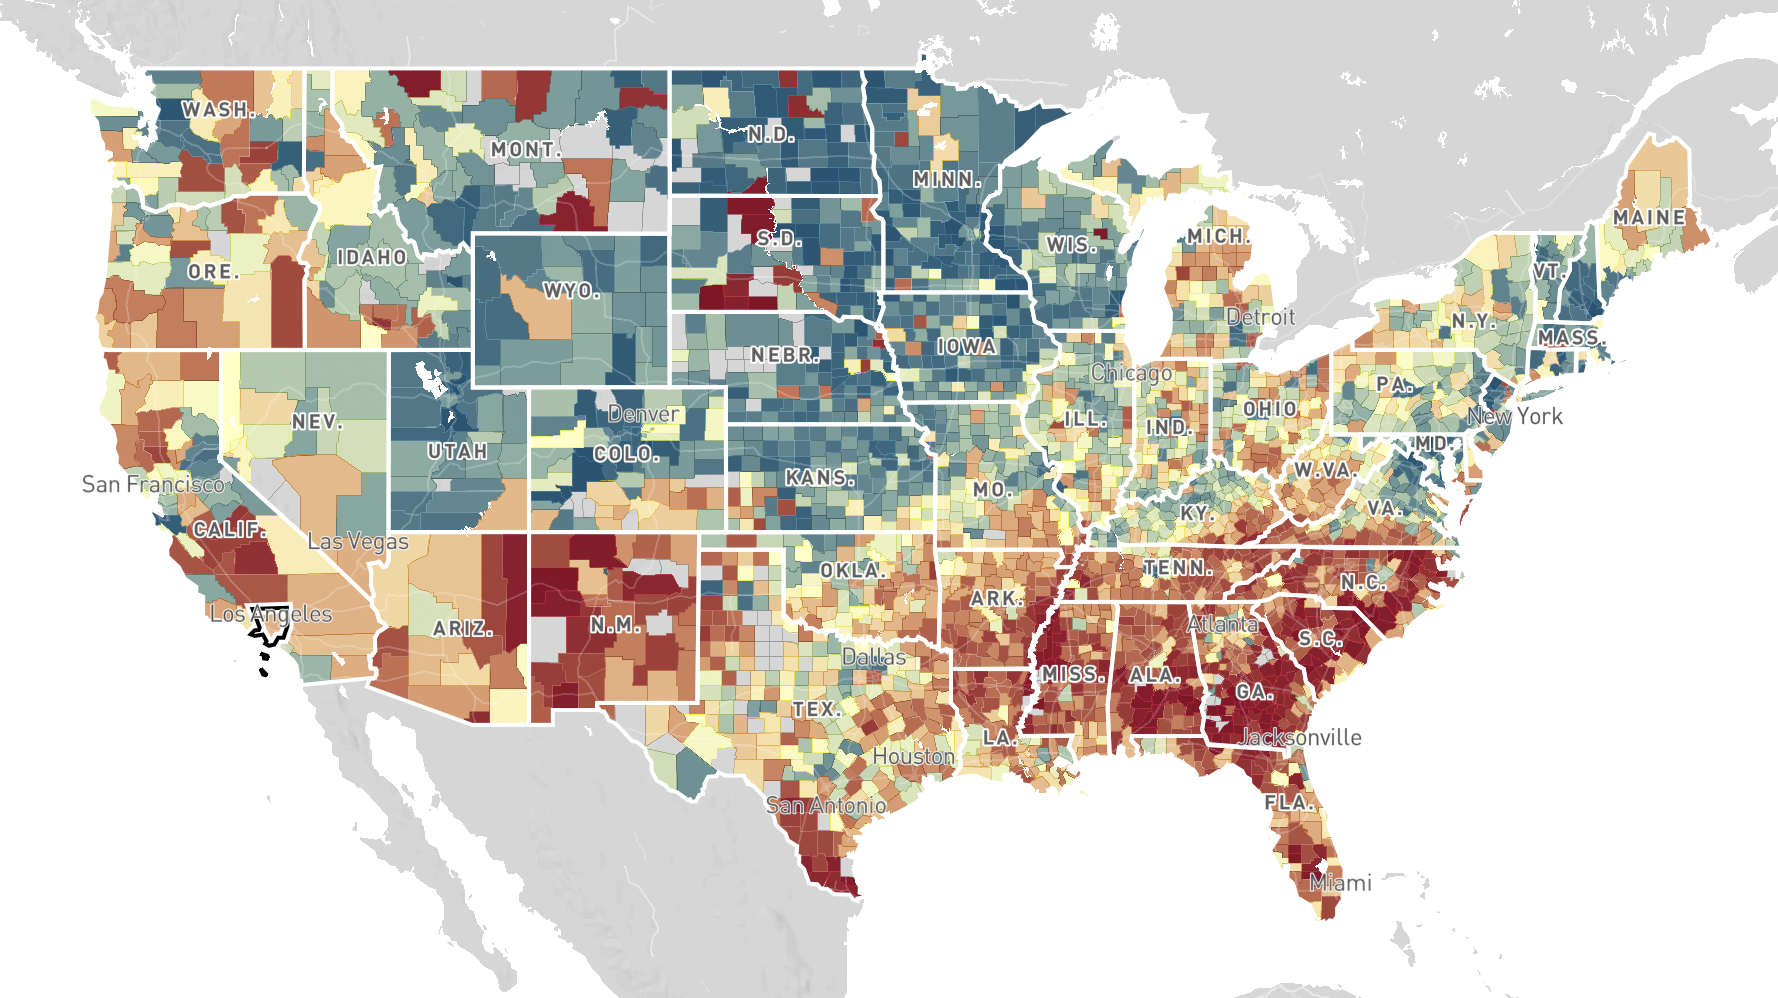 WASH.
MONT.
N.D.
MINN.
MAINE
ORE.
IDAHO
WYO.
S.D.
WIS.
MICH.
VT.
Detroit
N.Y.
MASS.
NEBR.
IOWA
Chicago
PA.
NEV.
UTAH
Denver
COLO.
KANS.
ILL.
IND.
OHIO
New York
MD.
San Francisco
CALIF.
Las Vegas
MO.
KY.
W.VA.
VA.
Los Angeles
ARIZ.
N.M.
OKLA.
ARK.
TENN.
N.C.
Atlanta
S.C.
Dallas
MISS.
ALA.
GA.
TEX.
Houston
LA.
Jacksonville
San Antonio
FLA.
Miami